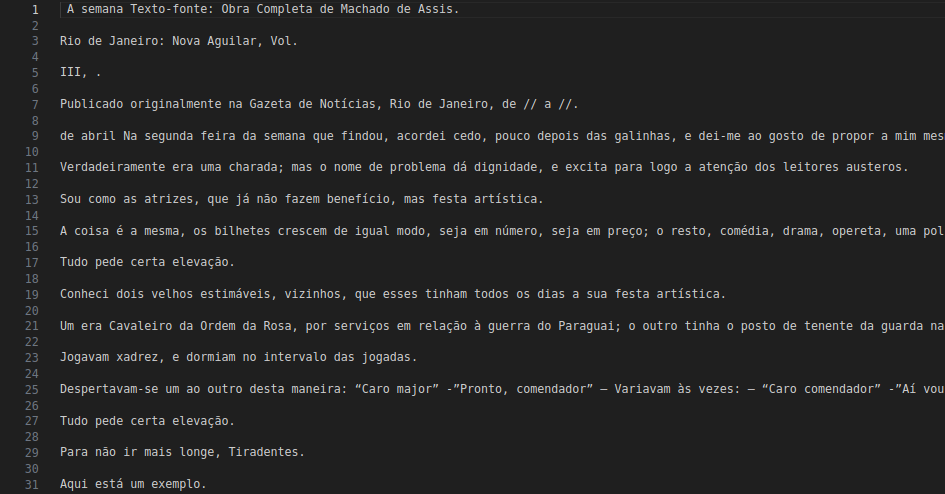 1 A semana Texto-fonte: Obra Completa de Machado de Assis.
2
3 Rio de Janeiro: Nova Aguilar, Vol.
4
5 III, .
6
7 Publicado originalmente na Gazeta de Notícias, Rio de Janeiro, de // a //.
8
9 de abril Na segunda feira da semana que findou, acordei cedo, pouco depois das galinhas, e dei-me ao gosto de propor a mim
10
11 Verdadeiramente era uma charada; mas o nome de problema dá dignidade, e excita para logo a atenção dos leitores austeros.
12
13 Sou como as atrizes, que já não fazem benefício, mas festa artística.
14
15 A coisa é a mesma, os bilhetes crescem de igual modo, seja em número, seja em preço; o resto, comédia, drama, opereta, uma
16
17 Tudo pede certa elevação.
18
19 Conheci dois velhos estimáveis, vizinhos, que esses tinham todos os dias a sua festa artística.
20
21 Um era Cavaleiro da Ordem da Rosa, por serviços em relação à guerra do Paraguai; o outro tinha o posto de tenente da guarda na
22
23 Jogavam xadrez, e dormiam no intervalo das jogadas.
24
25 Despertavam-se um ao outro desta maneira: “Caro major” -”Pronto, comendador” — Variavam às vezes: — “Caro comendador” -”Aí vou
26
27 Tudo pede certa elevação.
28
29 Para não ir mais longe, Tiradentes.
30
31 Aqui está um exemplo.